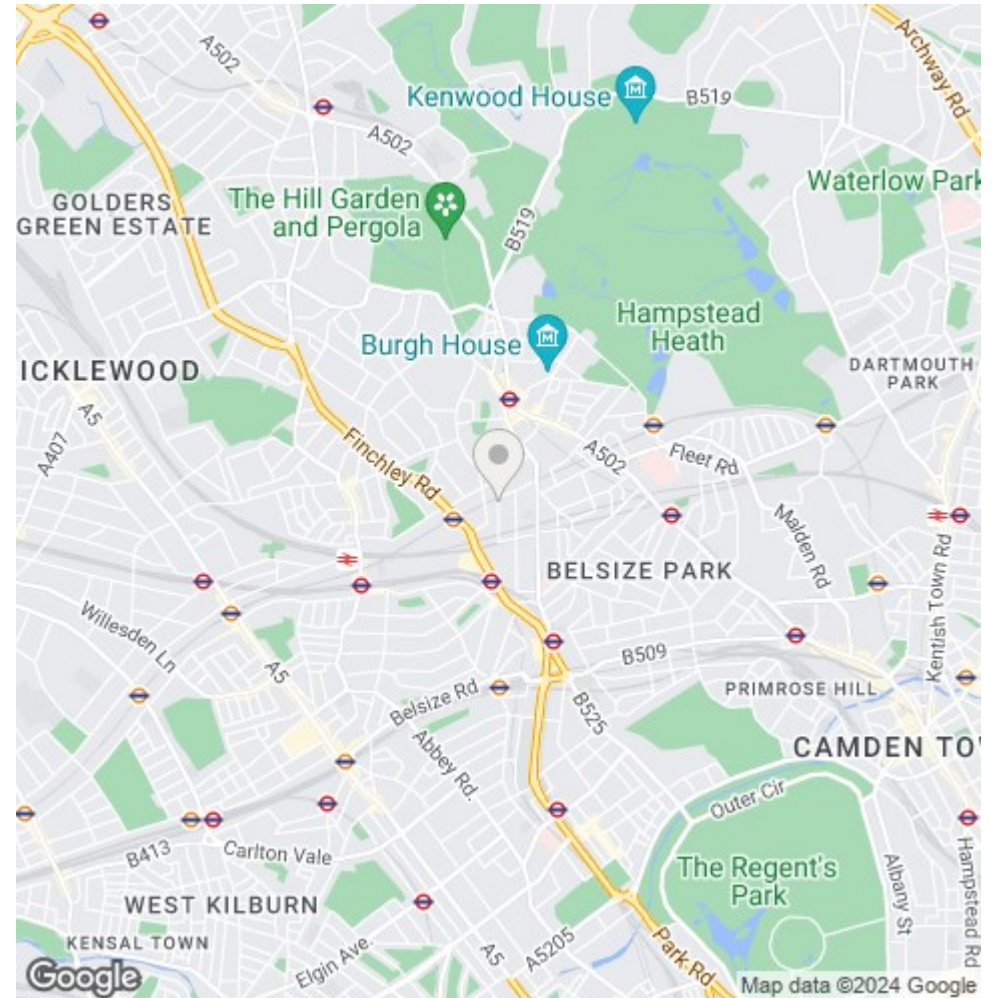 A502
Archway Rd
Kenwood House
B519
A502
Waterlow Park
GOLDERS
GREEN ESTATE
The Hill Garden
and Pergola
B519
Hampstead
Heath
Burgh House
ICKLEWOOD
DARTMOUTH
PARK
A5
A407
Finchley Rd
A502
Fleet Rd
Malden Rd
BELSIZE PARK
Kentish Town Rd
Willesden Ln
A5
B509
Belsize Rd
PRIMROSE HILL
B525
Abbey Rd.
CAMDEN TO
Outer Cir
B413
Carlton Vale
The Regent's
Park
Albany St
Hampstead Rd
WEST KILBURN
KENSAL TOWN
Elgin Ave.
A5
A5205
Park Rd
Google
Map data ©2024 Google